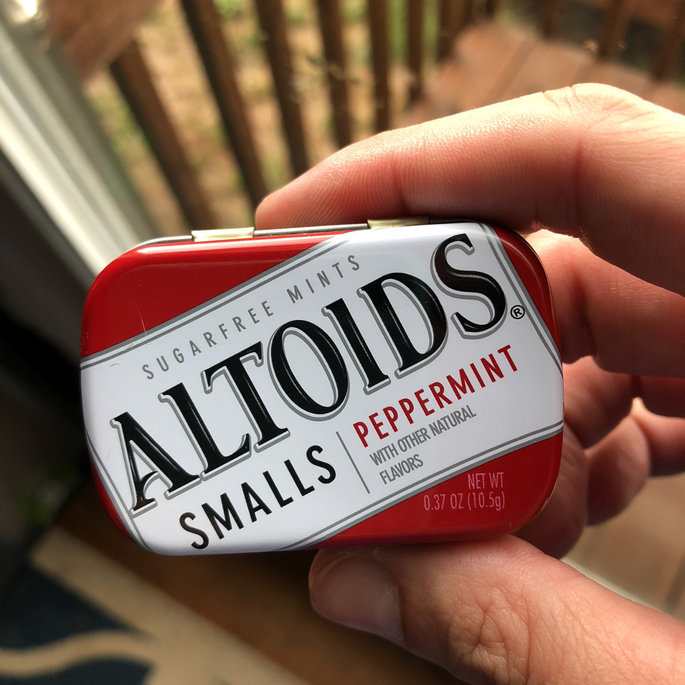 SUGARFREE MINTS
ALTOIDS®
SMALLS
PEPPERMINT
WITH OTHER NATURAL
FLAVORS
NET WT
0.37 OZ (10.5g)